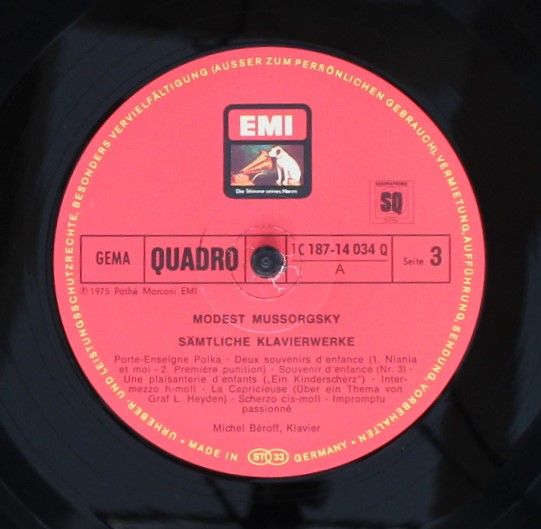 URHEBER- UND LEISTUNGSSCHUTZRECHTE, BESONDERS VERVIELFÄLTIGUNG (AUSSER ZUM PERSÖNLICHEN GEBRAUCH), VERMIETUNG, AUFFÜHRUNG, SENDUNG VORBEHALTEN
EMI
Die Stimme seines Herrn
QUADRAPHONIC
SQ
GEMA
QUADRO
1C 187-14 034 Q
A
Seite 3
℗ 1975 Pathé Marconi EMI
MODEST MUSSORGSKY
SÄMTLICHE KLAVIERWERKE
Porte-Enseigne Polka · Deux souvenirs d'enfance (1. Niania
et moi - 2. Première punition) · Souvenir d'enfance (Nr. 3) ·
Une plaisanterie d'enfants („Ein Kinderscherz") · Inter-
mezzo h-moll · La Capricieuse (Über ein Thema von
Graf L. Heyden) · Scherzo cis-moll · Impromptu
passionné
Michel Béroff, Klavier
MADE IN ST 33 GERMANY